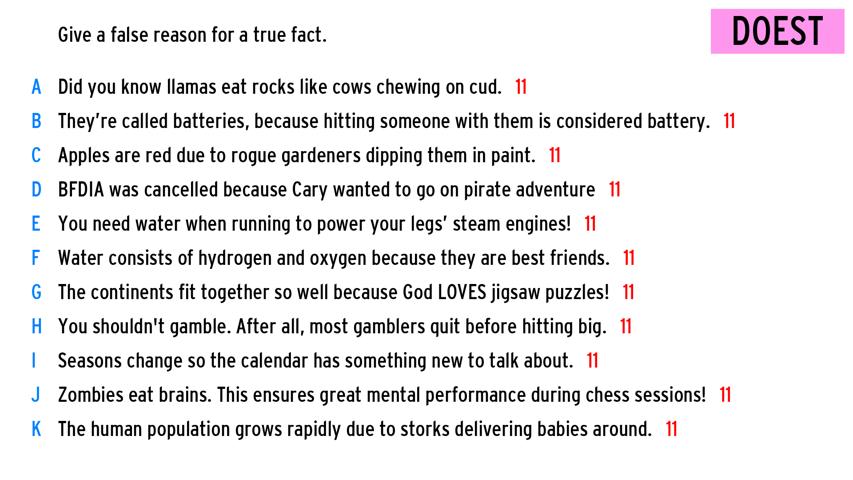 Give a false reason for a true fact.
DOEST
A Did you know llamas eat rocks like cows chewing on cud. 11
B They're called batteries, because hitting someone with them is considered battery. 11
C Apples are red due to rogue gardeners dipping them in paint. 11
D BFDIA was cancelled because Cary wanted to go on pirate adventure 11
E You need water when running to power your legs' steam engines! 11
F Water consists of hydrogen and oxygen because they are best friends. 11
G The continents fit together so well because God LOVES jigsaw puzzles! 11
H You shouldn't gamble. After all, most gamblers quit before hitting big. 11
I Seasons change so the calendar has something new to talk about. 11
J Zombies eat brains. This ensures great mental performance during chess sessions! 11
K The human population grows rapidly due to storks delivering babies around. 11